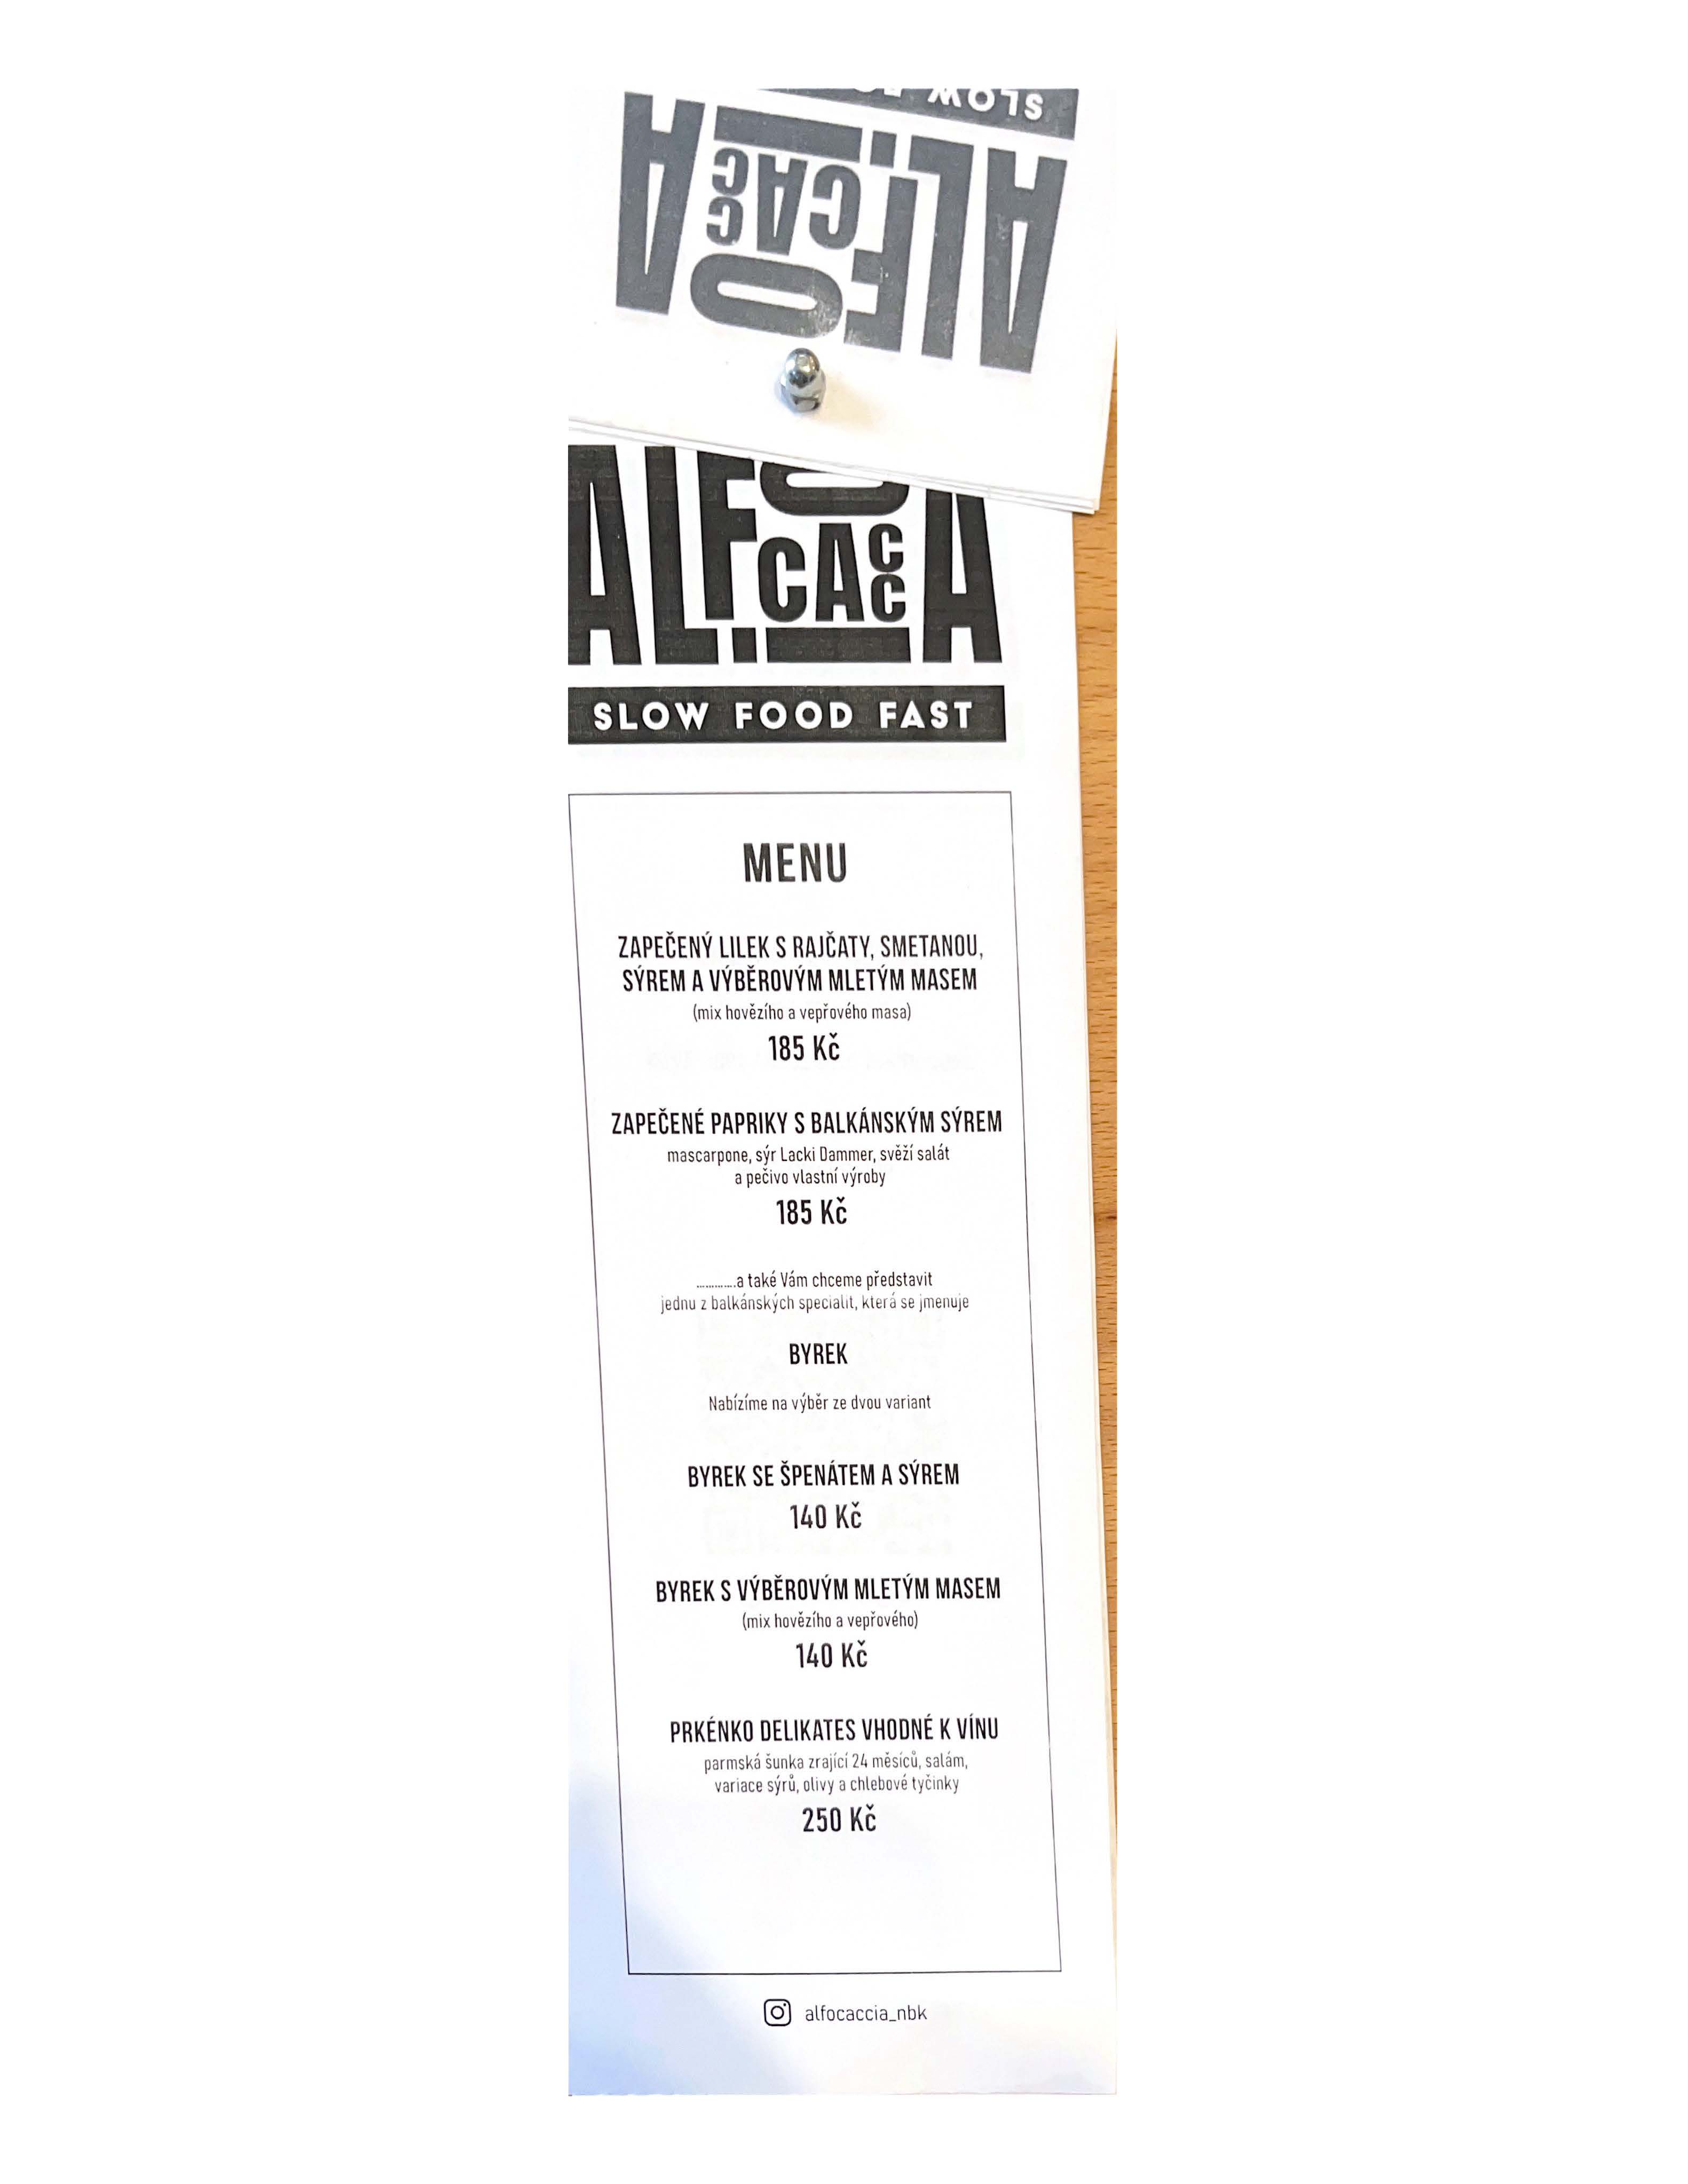 SLOW
ALFOCACCIA
ALFOCACCIA
SLOW FOOD FAST
MENU
ZAPEČENÝ LILEK S RAJČATY, SMETANOU,
SÝREM A VÝBĚROVÝM MLETÝM MASEM
(mix hovězího a vepřového masa)
185 Kč
ZAPEČENÉ PAPRIKY S BALKÁNSKÝM SÝREM
mascarpone, sýr Lacki Dammer, svěží salát
a pečivo vlastní výroby
185 Kč
.............a také Vám chceme představit
jednu z balkánských specialit, která se jmenuje
BYREK
Nabízíme na výběr ze dvou variant
BYREK SE ŠPENÁTEM A SÝREM
140 Kč
BYREK S VÝBĚROVÝM MLETÝM MASEM
(mix hovězího a vepřového)
140 Kč
PRKÉNKO DELIKATES VHODNÉ K VÍNU
parmská šunka zrající 24 měsíců, salám,
variace sýrů, olivy a chlebové tyčinky
250 Kč
alfocaccia_nbk